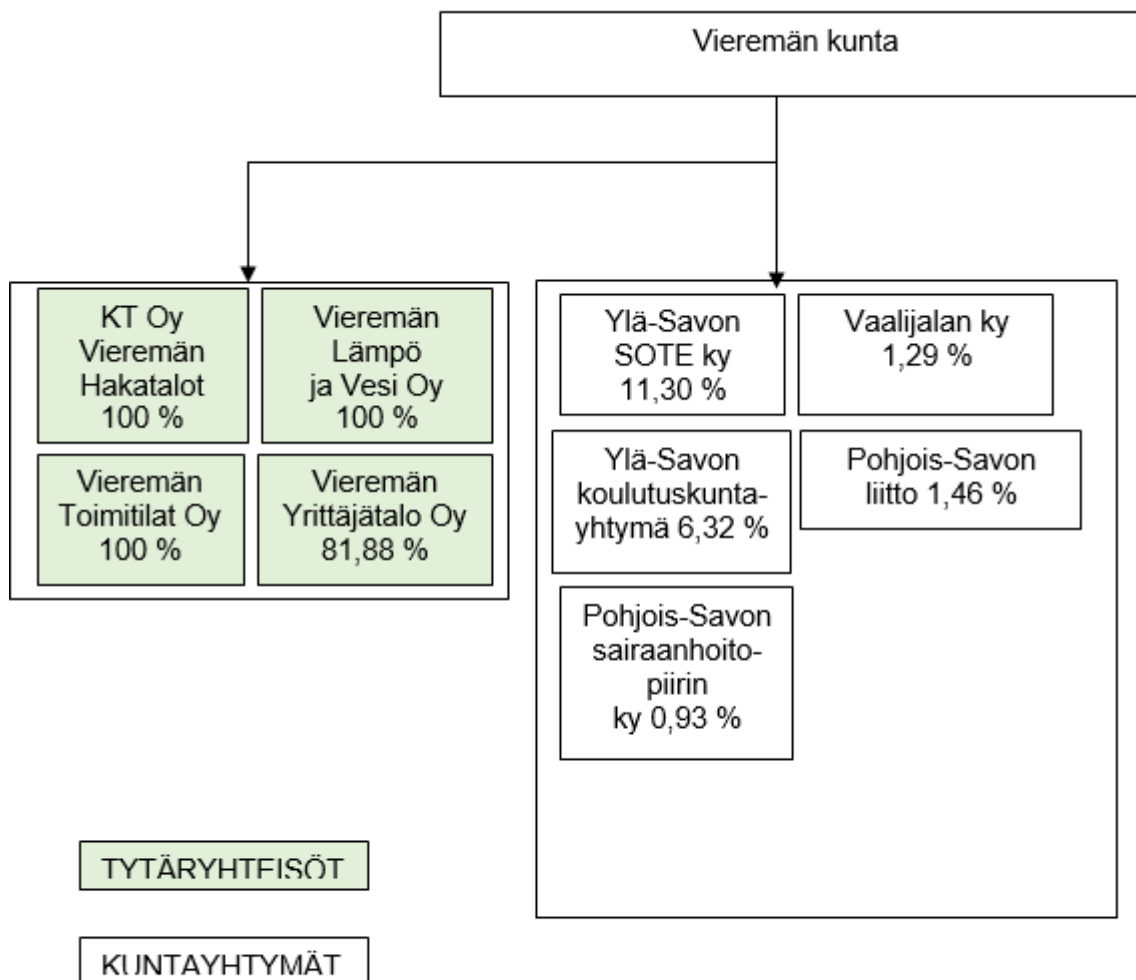 Vieremän kunta
KT Oy
Vieremän
Hakatalot
100 %
Vieremän
Lämpö
ja Vesi Oy
100 %
Vieremän
Toimitilat Oy
100 %
Vieremän
Yrittäjätalo Oy
81,88 %
Ylä-Savon
SOTE ky
11,30 %
Vaalijalan ky
1,29 %
Ylä-Savon
koulutuskunta-
yhtymä 6,32 %
Pohjois-Savon
liitto 1,46 %
Pohjois-Savon
sairaanhoito-
piirin
ky 0,93 %
TYTÄRYHTEISÖT
KUNTAYHTYMÄT